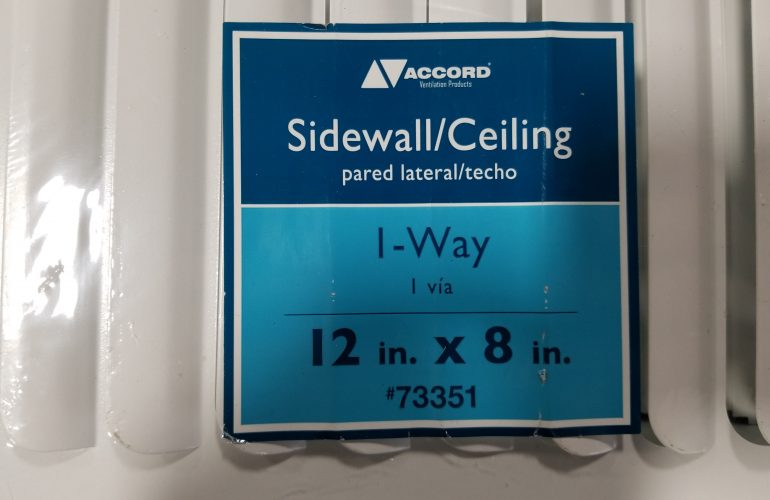 ACCORD®
Ventilation Products
Sidewall/Ceiling
pared lateral/techo
1-Way
1 vía
12 in. x 8 in.
#73351